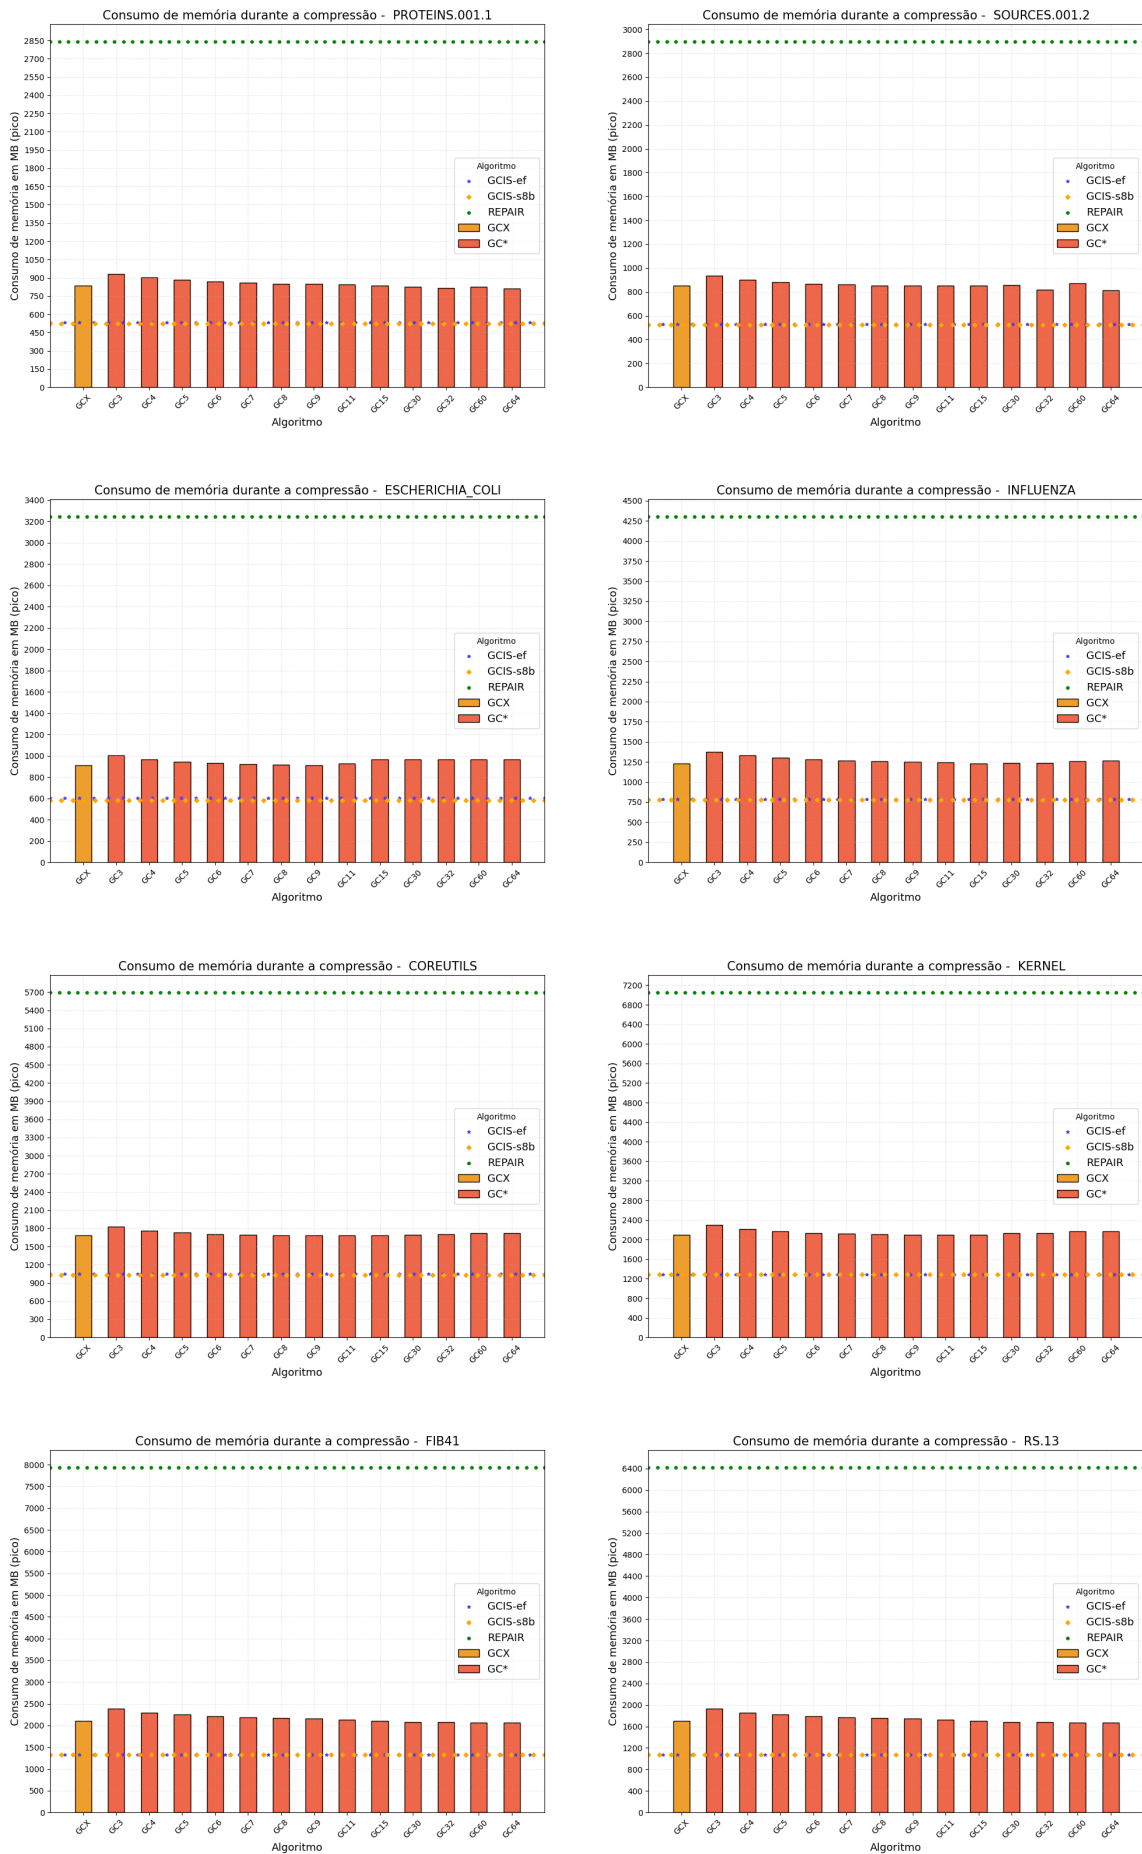 Consumo de memória durante a compressão - PROTEINS.001.1
Consumo de memória em MB (pico)
2850
2700
2550
2400
2250
2100
1950
1800
1650
1500
1350
1200
1050
900
750
600
450
300
150
0
Algoritmo
GCIS-ef
GCIS-s8b
REPAIR
GCX
GC*
GCX GC3 GC4 GC5 GC6 GC7 GC8 GC9 GC11 GC15 GC30 GC32 GC60 GC64
Algoritmo
Consumo de memória durante a compressão - SOURCES.001.2
Consumo de memória em MB (pico)
3000
2800
2600
2400
2200
2000
1800
1600
1400
1200
1000
800
600
400
200
0
Algoritmo
GCIS-ef
GCIS-s8b
REPAIR
GCX
GC*
GCX GC3 GC4 GC5 GC6 GC7 GC8 GC9 GC11 GC15 GC30 GC32 GC60 GC64
Algoritmo
Consumo de memória durante a compressão - ESCHERICHIA_COLI
Consumo de memória em MB (pico)
3400
3200
3000
2800
2600
2400
2200
2000
1800
1600
1400
1200
1000
800
600
400
200
0
Algoritmo
GCIS-ef
GCIS-s8b
REPAIR
GCX
GC*
GCX GC3 GC4 GC5 GC6 GC7 GC8 GC9 GC11 GC15 GC30 GC32 GC60 GC64
Algoritmo
Consumo de memória durante a compressão - INFLUENZA
Consumo de memória em MB (pico)
4500
4250
4000
3750
3500
3250
3000
2750
2500
2250
2000
1750
1500
1250
1000
750
500
250
0
Algoritmo
GCIS-ef
GCIS-s8b
REPAIR
GCX
GC*
GCX GC3 GC4 GC5 GC6 GC7 GC8 GC9 GC11 GC15 GC30 GC32 GC60 GC64
Algoritmo
Consumo de memória durante a compressão - COREUTILS
Consumo de memória em MB (pico)
5700
5400
5100
4800
4500
4200
3900
3600
3300
3000
2700
2400
2100
1800
1500
1200
900
600
300
0
Algoritmo
GCIS-ef
GCIS-s8b
REPAIR
GCX
GC*
GCX GC3 GC4 GC5 GC6 GC7 GC8 GC9 GC11 GC15 GC30 GC32 GC60 GC64
Algoritmo
Consumo de memória durante a compressão - KERNEL
Consumo de memória em MB (pico)
7200
6800
6400
6000
5600
5200
4800
4400
4000
3600
3200
2800
2400
2000
1600
1200
800
400
0
Algoritmo
GCIS-ef
GCIS-s8b
REPAIR
GCX
GC*
GCX GC3 GC4 GC5 GC6 GC7 GC8 GC9 GC11 GC15 GC30 GC32 GC60 GC64
Algoritmo
Consumo de memória durante a compressão - FIB41
Consumo de memória em MB (pico)
8000
7500
7000
6500
6000
5500
5000
4500
4000
3500
3000
2500
2000
1500
1000
500
0
Algoritmo
GCIS-ef
GCIS-s8b
REPAIR
GCX
GC*
GCX GC3 GC4 GC5 GC6 GC7 GC8 GC9 GC11 GC15 GC30 GC32 GC60 GC64
Algoritmo
Consumo de memória durante a compressão - RS.13
Consumo de memória em MB (pico)
6400
6000
5600
5200
4800
4400
4000
3600
3200
2800
2400
2000
1600
1200
800
400
0
Algoritmo
GCIS-ef
GCIS-s8b
REPAIR
GCX
GC*
GCX GC3 GC4 GC5 GC6 GC7 GC8 GC9 GC11 GC15 GC30 GC32 GC60 GC64
Algoritmo